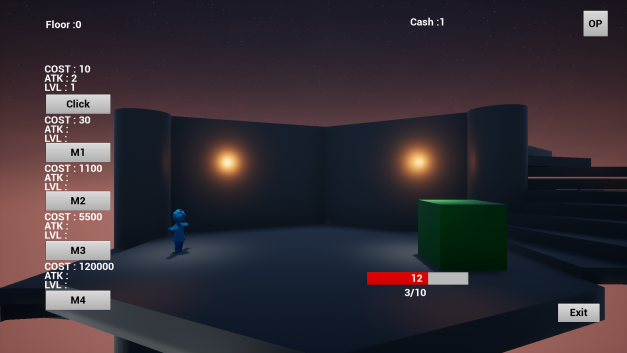 Floor :0
Cash :1
OP
COST : 10
ATK : 2
LVL : 1
Click
COST : 30
ATK :
LVL :
M1
COST : 1100
ATK :
LVL :
M2
COST : 5500
ATK :
LVL :
M3
COST : 120000
ATK :
LVL :
M4
12
3/10
Exit